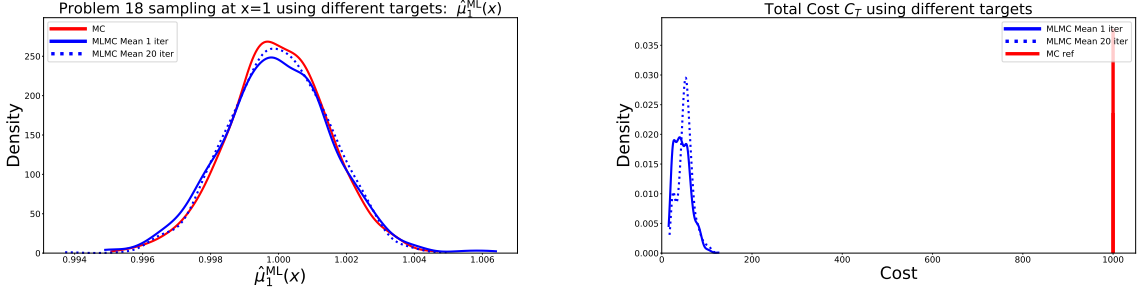 Problem 18 sampling at x=1 using different targets: μ̂₁ᴹᴸ(x)
MC
MLMC Mean 1 iter
MLMC Mean 20 iter
250
200
150
100
50
0
Density
0.994 0.996 0.998 1.000 1.002 1.004 1.006
μ̂₁ᴹᴸ(x)
Total Cost C_T using different targets
MLMC Mean 1 iter
MLMC Mean 20 iter
MC ref
0.035
0.030
0.025
0.020
0.015
0.010
0.005
0.000
Density
0 200 400 600 800 1000
Cost